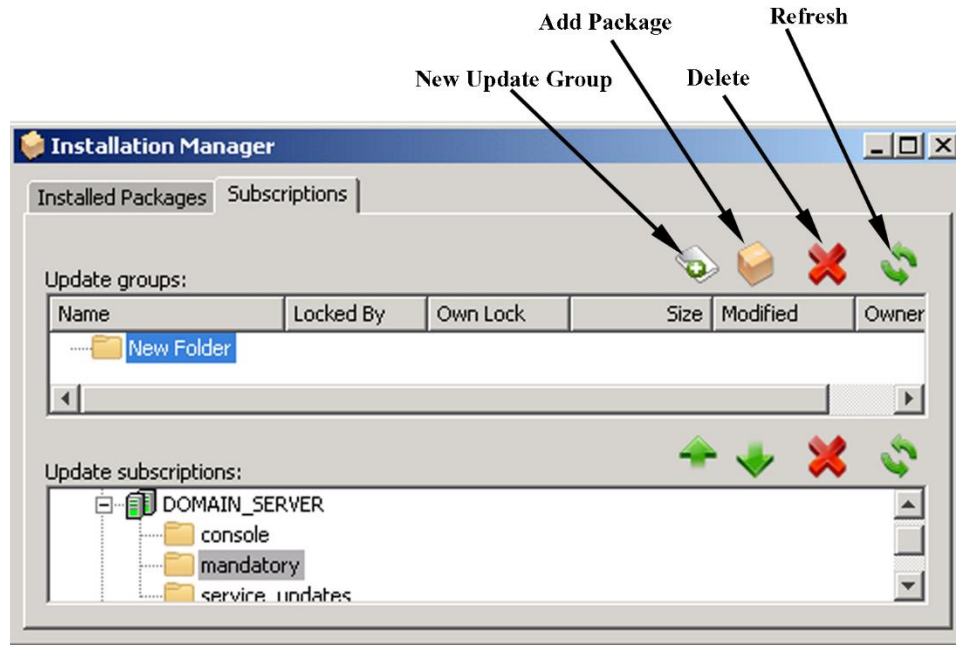 Add Package
Refresh
New Update Group
Delete
Installation Manager
Installed Packages Subscriptions
Update groups:
Name Locked By Own Lock Size Modified Owner
New Folder
Update subscriptions:
DOMAIN_SERVER
console
mandatory
service_updates